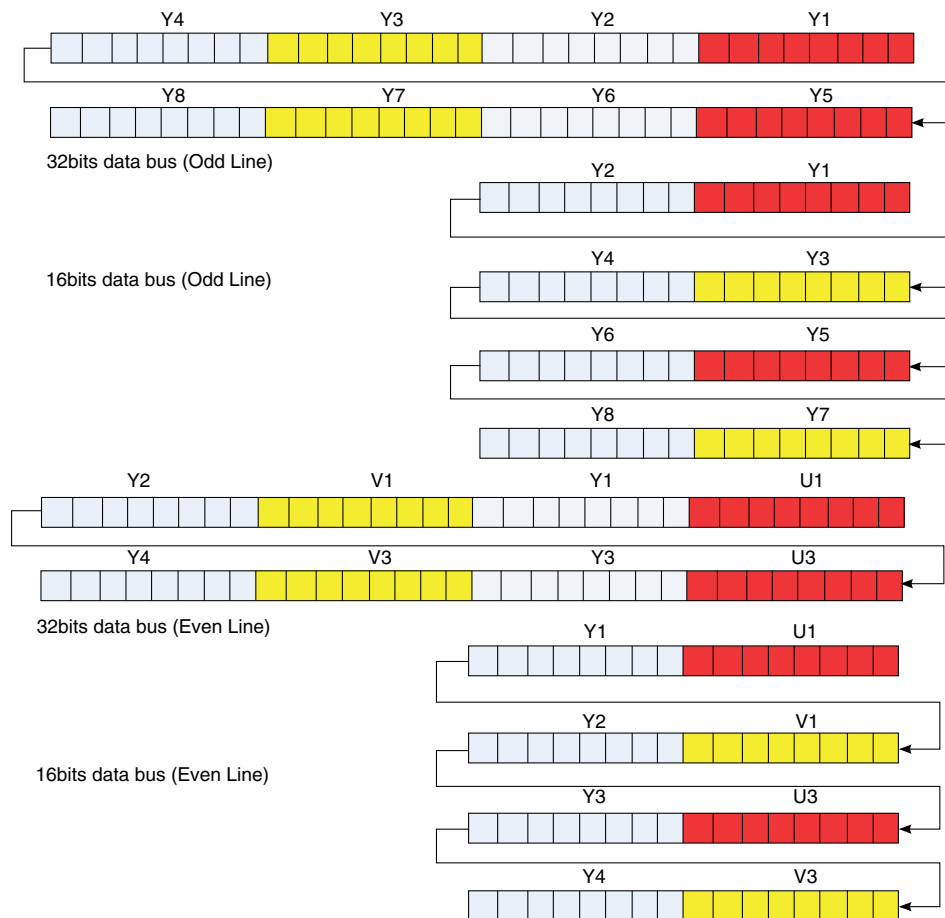 Y4 Y3 Y2 Y1
Y8 Y7 Y6 Y5
32bits data bus (Odd Line)
Y2 Y1
16bits data bus (Odd Line)
Y4 Y3
Y6 Y5
Y8 Y7
Y2 V1 Y1 U1
Y4 V3 Y3 U3
32bits data bus (Even Line)
Y1 U1
Y2 V1
16bits data bus (Even Line)
Y3 U3
Y4 V3